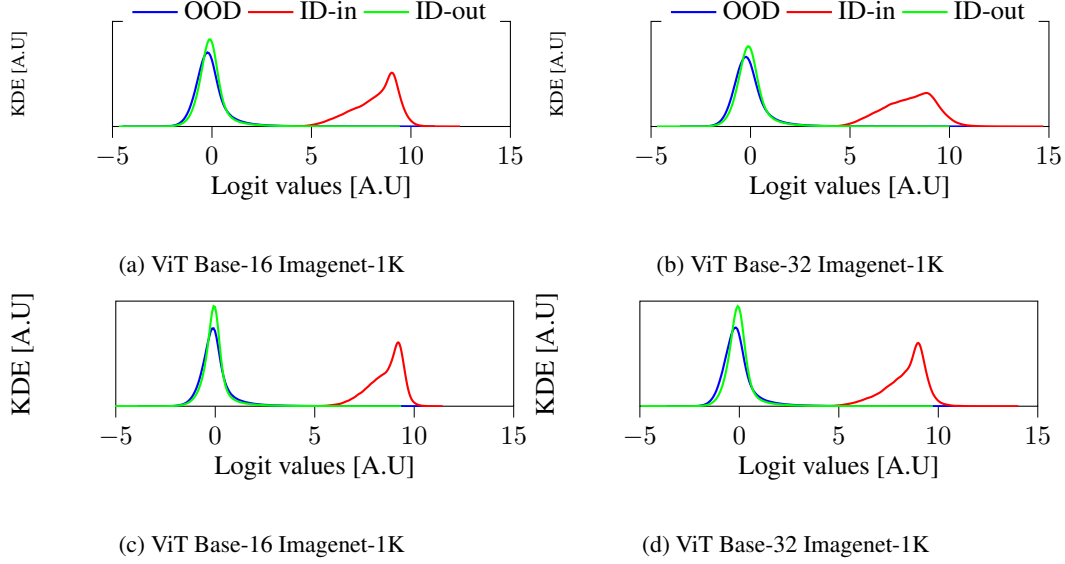 OOD ID-in ID-out
KDE [A.U]
−5 0 5 10 15
Logit values [A.U]
(a) ViT Base-16 Imagenet-1K
OOD ID-in ID-out
KDE [A.U]
−5 0 5 10 15
Logit values [A.U]
(b) ViT Base-32 Imagenet-1K
KDE [A.U]
−5 0 5 10 15
Logit values [A.U]
(c) ViT Base-16 Imagenet-1K
KDE [A.U]
−5 0 5 10 15
Logit values [A.U]
(d) ViT Base-32 Imagenet-1K